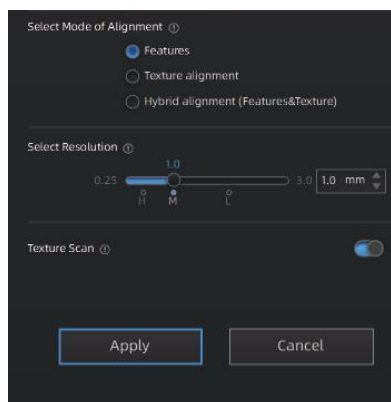 Select Mode of Alignment
Features
Texture alignment
Hybrid alignment (Features&Texture)
Select Resolution
1.0
0.25 3.0 1.0 mm
H M L
Texture Scan
Apply Cancel